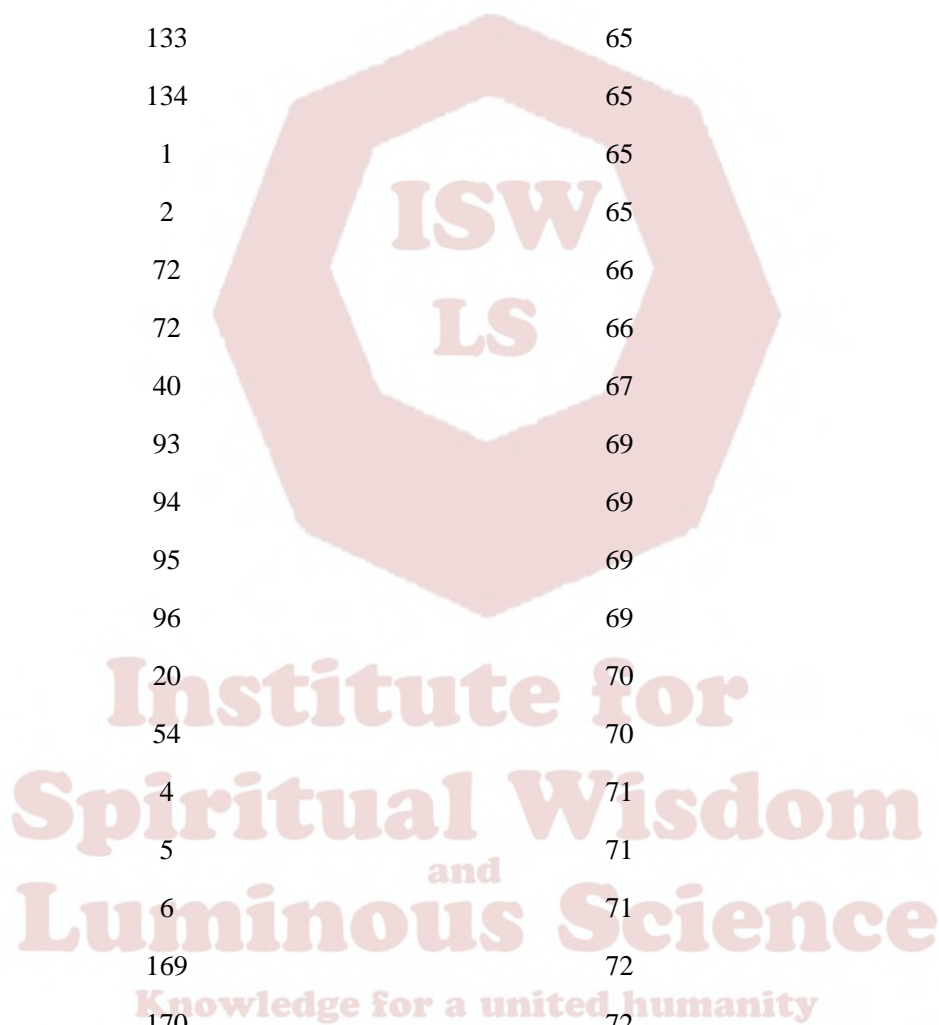 133 65
134 65
1 65
2 ISW 65
72 66
72 LS 66
40 67
93 69
94 69
95 69
96 69
Institute for
20 70
54 70
Spiritual Wisdom
4 71
5 71
and
Luminous Science
6 71
169 72
Knowledge for a united humanity
170 72